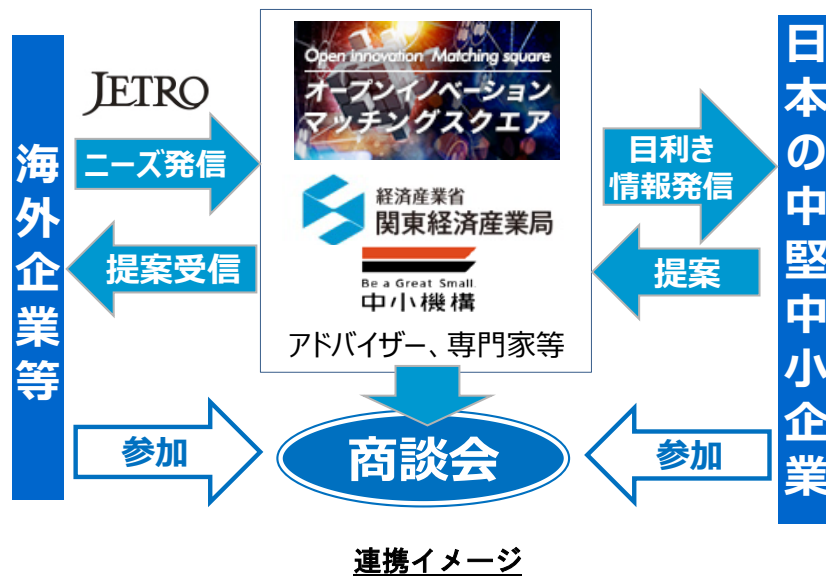 海外企業等
JETRO
ニーズ発信
提案受信
Open innovation Matching square
オープンイノベーション
マッチングスクエア
経済産業省
関東経済産業局
Be a Great Small.
中小機構
アドバイザー、専門家等
目利き
情報発信
提案
日本の中堅中小企業
参加
商談会
参加
連携イメージ